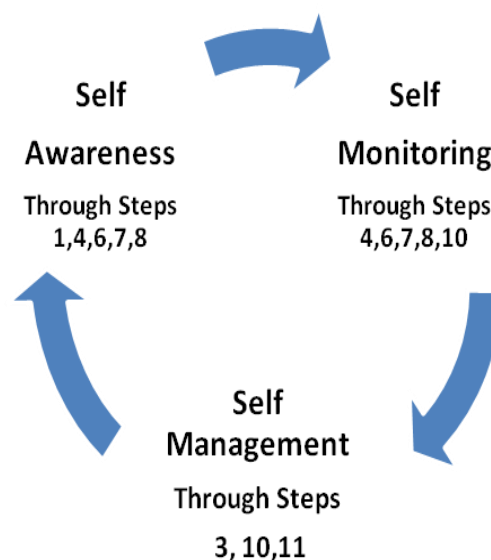 Self
Awareness
Through Steps
1,4,6,7,8
Self
Monitoring
Through Steps
4,6,7,8,10
Self
Management
Through Steps
3, 10,11